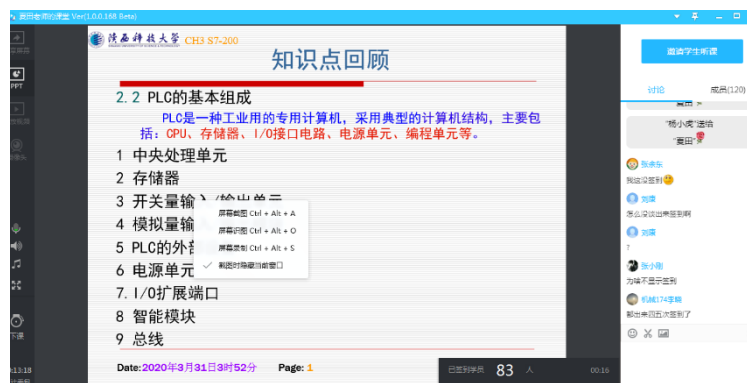 夏田老师的课堂 Ver(1.0.0.168 Beta)
PPT
下课
13:18
陕西科技大学 CH3 S7-200
知识点回顾
2.2 PLC的基本组成
PLC是一种工业用的专用计算机，采用典型的计算机结构，主要包
括：CPU、存储器、I/O接口电路、电源单元、编程单元等。
1 中央处理单元
2 存储器
3 开关量输入/输出单元
4 模拟量输
5 PLC的外部
6 电源单元
7. I/O扩展端口
8 智能模块
9 总线
屏幕截图 Ctrl + Alt + A
屏幕识图 Ctrl + Alt + O
屏幕录制 Ctrl + Alt + S
截图时隐藏当前窗口
Date:2020年3月31日3时52分 Page: 1
已签到学员 83 人 00:16
邀请学生听课
讨论 成员(120)
"夏田"
"杨小虎"送给
"夏田"
张余东
我这没签到
刘康
怎么没谈出来签到啊
刘康
?
张小刚
为啥不显示签到
机械174李晓
都出来四五次签到了